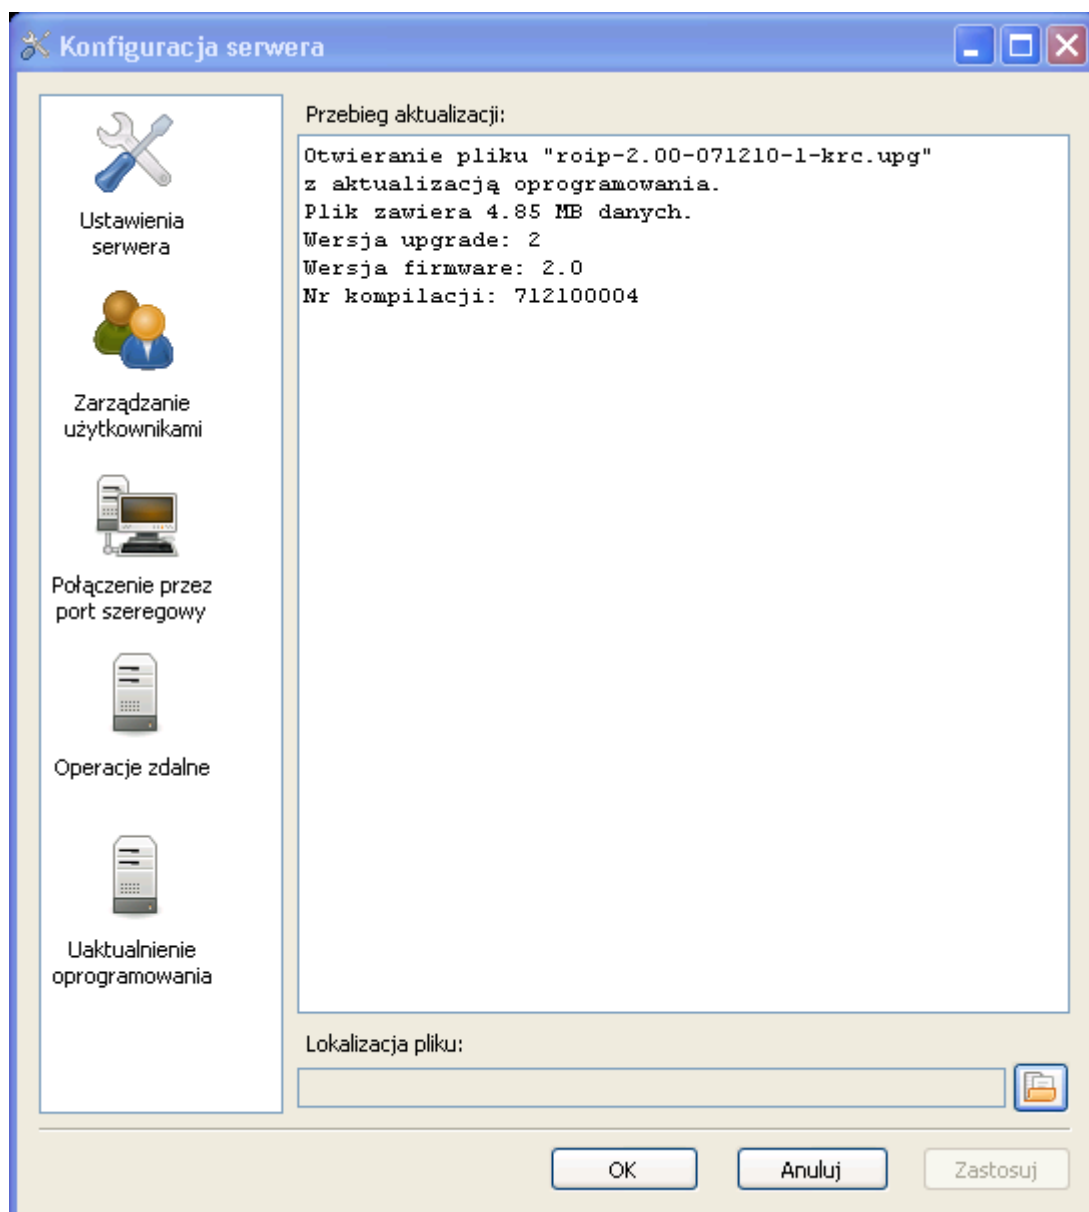 Konfiguracja serwera
Ustawienia
serwera
Zarządzanie
użytkownikami
Połączenie przez
port szeregowy
Operacje zdalne
Uaktualnienie
oprogramowania
Przebieg aktualizacji:
Otwieranie pliku "roip-2.00-071210-1-krc.upg"
z aktualizacją oprogramowania.
Plik zawiera 4.85 MB danych.
Wersja upgrade: 2
Wersja firmware: 2.0
Nr kompilacji: 712100004
Lokalizacja pliku:
OK
Anuluj
Zastosuj